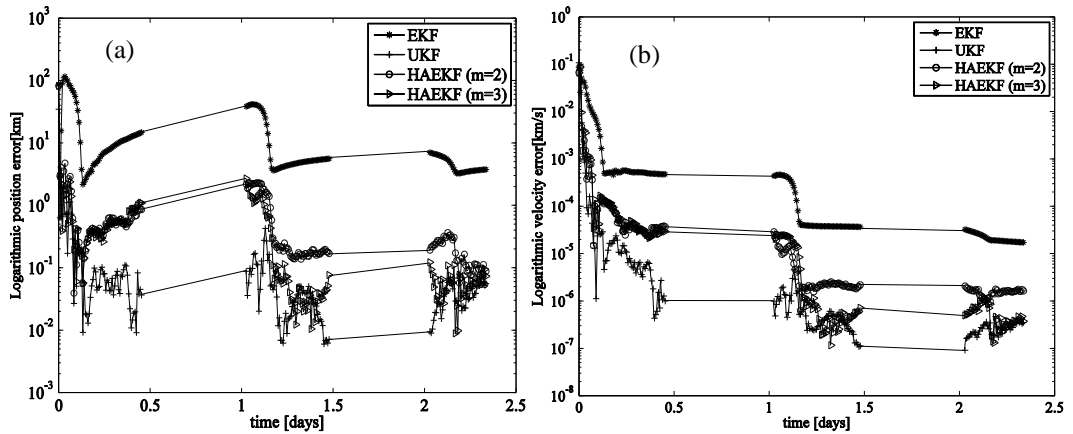 (a)
EKF
UKF
HAEKF (m=2)
HAEKF (m=3)
Logarithmic position error[km]
10^3
10^2
10^1
10^0
10^-1
10^-2
10^-3
0 0.5 1 1.5 2 2.5
time [days]
(b)
EKF
UKF
HAEKF (m=2)
HAEKF (m=3)
Logarithmic velocity error[km/s]
10^-1
10^-2
10^-3
10^-4
10^-5
10^-6
10^-7
10^-8
0 0.5 1 1.5 2 2.5
time [days]